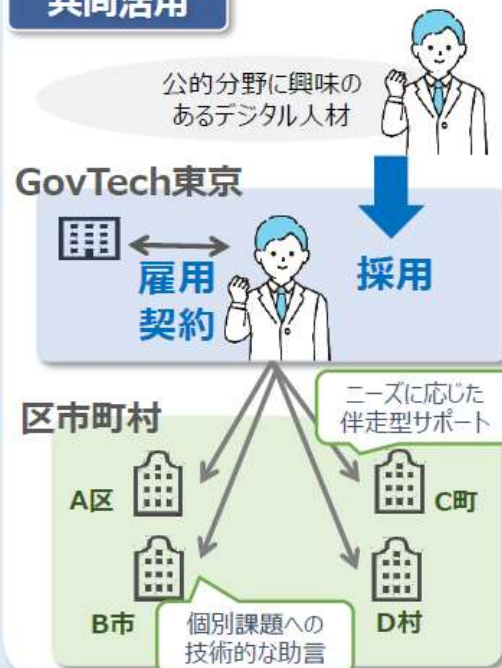 共同活用
公的分野に興味の
あるデジタル人材
GovTech東京
採用
雇用
契約
ニーズに応じた
伴走型サポート
区市町村
A区
C町
B市
D村
個別課題への
技術的な助言